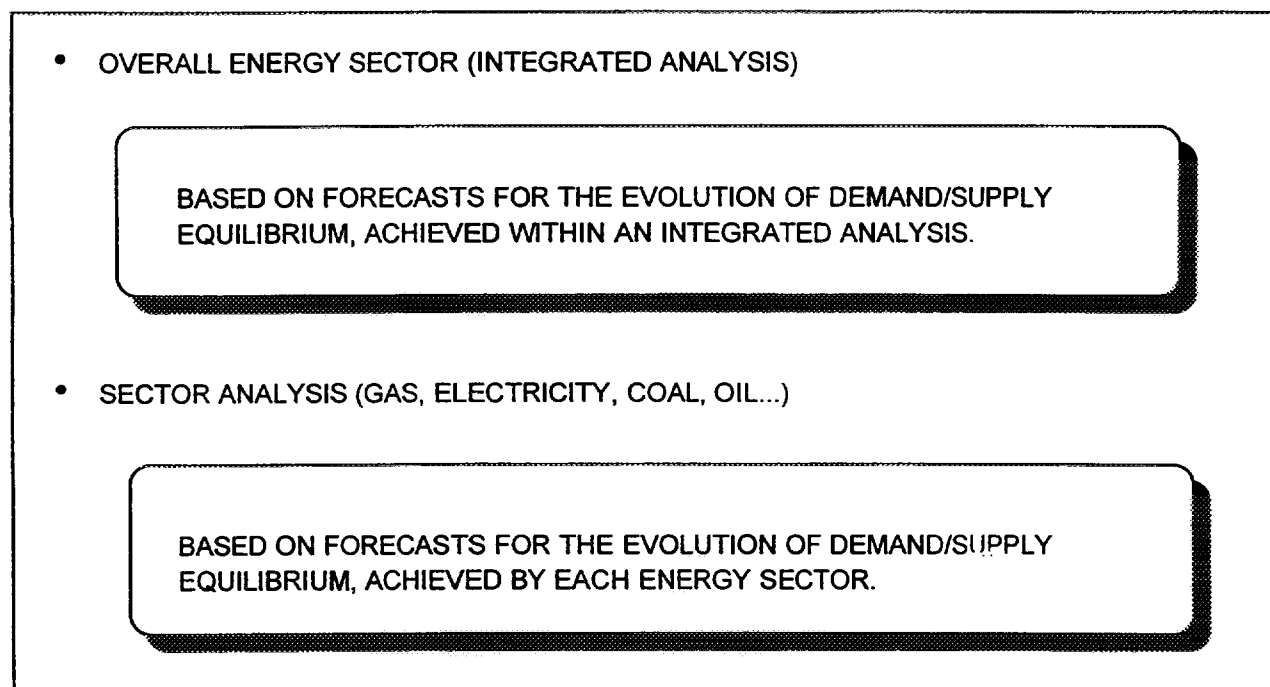 • OVERALL ENERGY SECTOR (INTEGRATED ANALYSIS)
BASED ON FORECASTS FOR THE EVOLUTION OF DEMAND/SUPPLY
EQUILIBRIUM, ACHIEVED WITHIN AN INTEGRATED ANALYSIS.
• SECTOR ANALYSIS (GAS, ELECTRICITY, COAL, OIL...)
BASED ON FORECASTS FOR THE EVOLUTION OF DEMAND/SUPPLY
EQUILIBRIUM, ACHIEVED BY EACH ENERGY SECTOR.